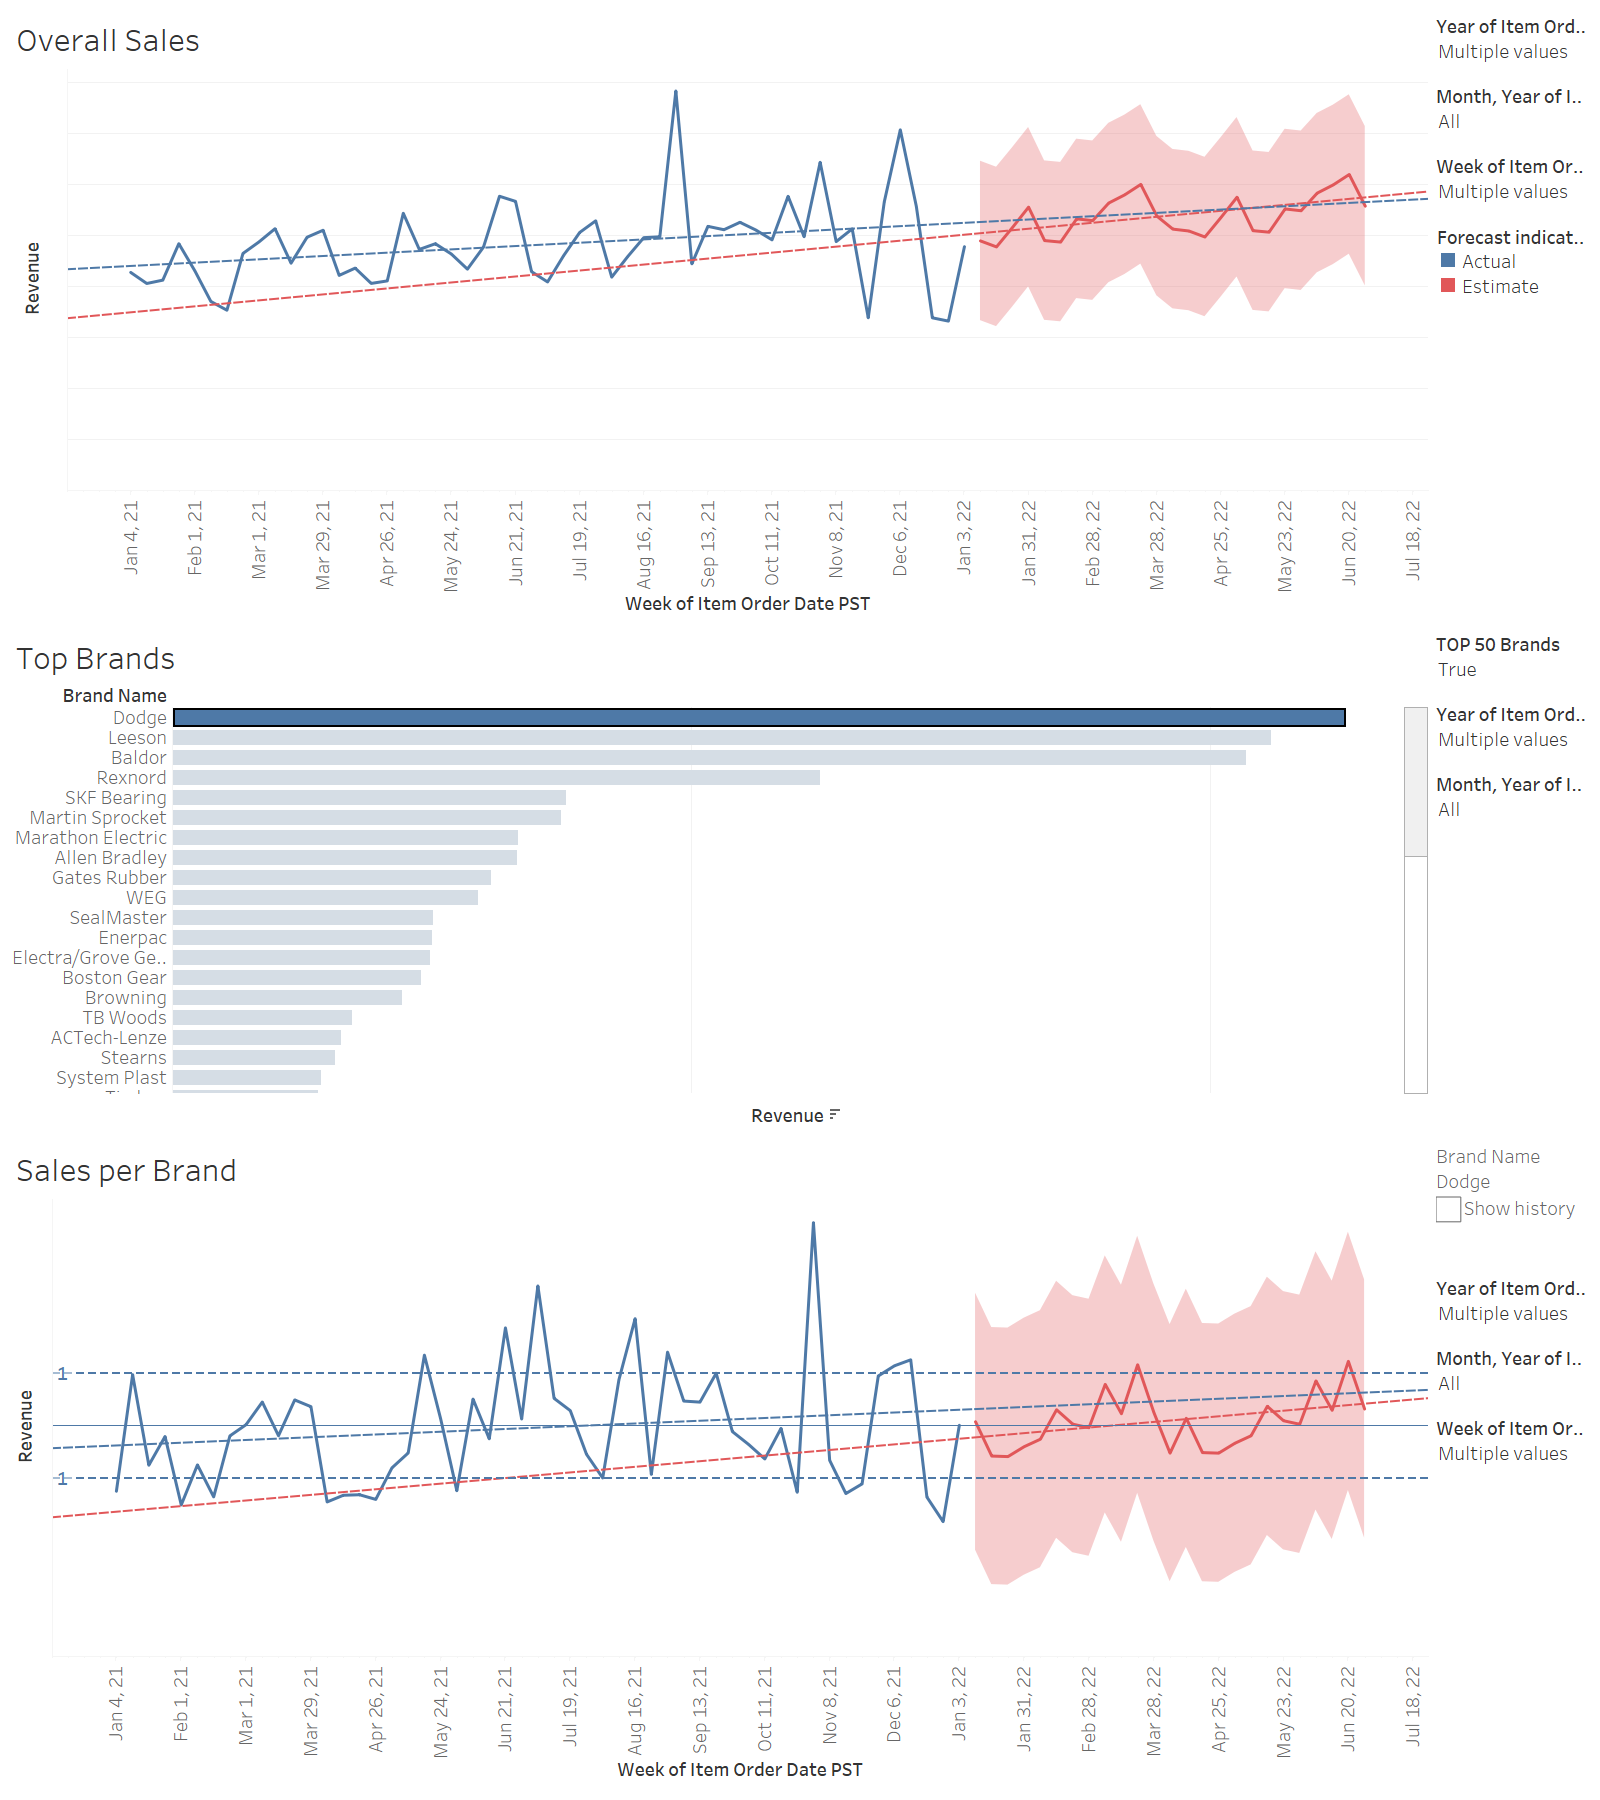 Overall Sales
Revenue
Jan 4, 21
Feb 1, 21
Mar 1, 21
Mar 29, 21
Apr 26, 21
May 24, 21
Jun 21, 21
Jul 19, 21
Aug 16, 21
Sep 13, 21
Oct 11, 21
Nov 8, 21
Dec 6, 21
Jan 3, 22
Jan 31, 22
Feb 28, 22
Mar 28, 22
Apr 25, 22
May 23, 22
Jun 20, 22
Jul 18, 22
Week of Item Order Date PST
Year of Item Ord..
Multiple values
Month, Year of I..
All
Week of Item Or..
Multiple values
Forecast indicat..
Actual
Estimate
Top Brands
Brand Name
Dodge
Leeson
Baldor
Rexnord
SKF Bearing
Martin Sprocket
Marathon Electric
Allen Bradley
Gates Rubber
WEG
SealMaster
Enerpac
Electra/Grove Ge..
Boston Gear
Browning
TB Woods
ACTech-Lenze
Stearns
System Plast
Revenue
TOP 50 Brands
True
Year of Item Ord..
Multiple values
Month, Year of I..
All
Sales per Brand
Revenue
1
1
Jan 4, 21
Feb 1, 21
Mar 1, 21
Mar 29, 21
Apr 26, 21
May 24, 21
Jun 21, 21
Jul 19, 21
Aug 16, 21
Sep 13, 21
Oct 11, 21
Nov 8, 21
Dec 6, 21
Jan 3, 22
Jan 31, 22
Feb 28, 22
Mar 28, 22
Apr 25, 22
May 23, 22
Jun 20, 22
Jul 18, 22
Week of Item Order Date PST
Brand Name
Dodge
Show history
Year of Item Ord..
Multiple values
Month, Year of I..
All
Week of Item Or..
Multiple values